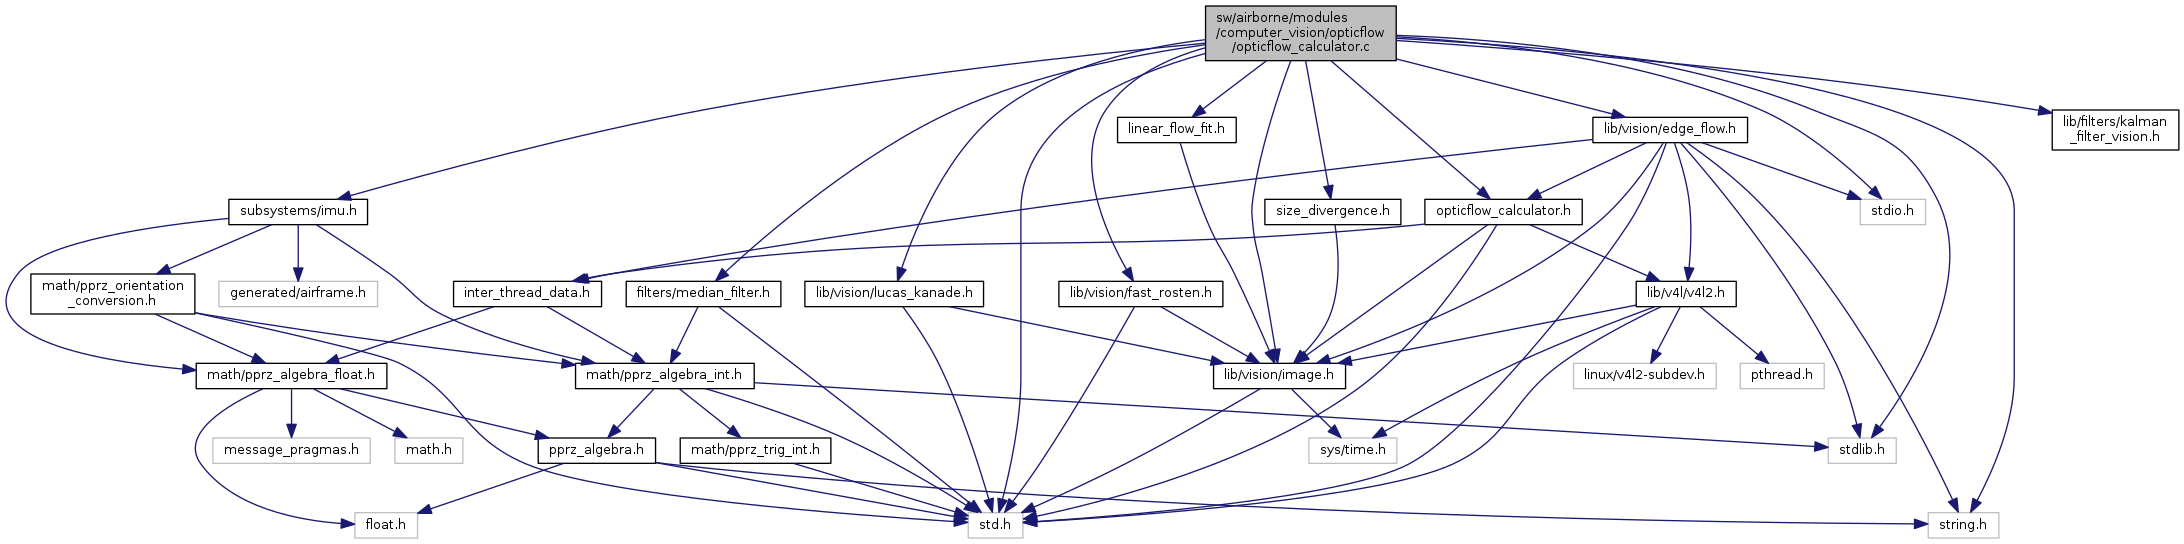 sw/airborne/modules
/computer_vision/opticflow
/opticflow_calculator.c
lib/filters/kalman
_filter_vision.h
linear_flow_fit.h
lib/vision/edge_flow.h
subsystems/imu.h
size_divergence.h
opticflow_calculator.h
stdio.h
math/pprz_orientation
_conversion.h
generated/airframe.h
inter_thread_data.h
filters/median_filter.h
lib/vision/lucas_kanade.h
lib/vision/fast_rosten.h
lib/v4l/v4l2.h
math/pprz_algebra_float.h
math/pprz_algebra_int.h
lib/vision/image.h
linux/v4l2-subdev.h
pthread.h
message_pragmas.h
math.h
pprz_algebra.h
math/pprz_trig_int.h
sys/time.h
stdlib.h
float.h
std.h
string.h